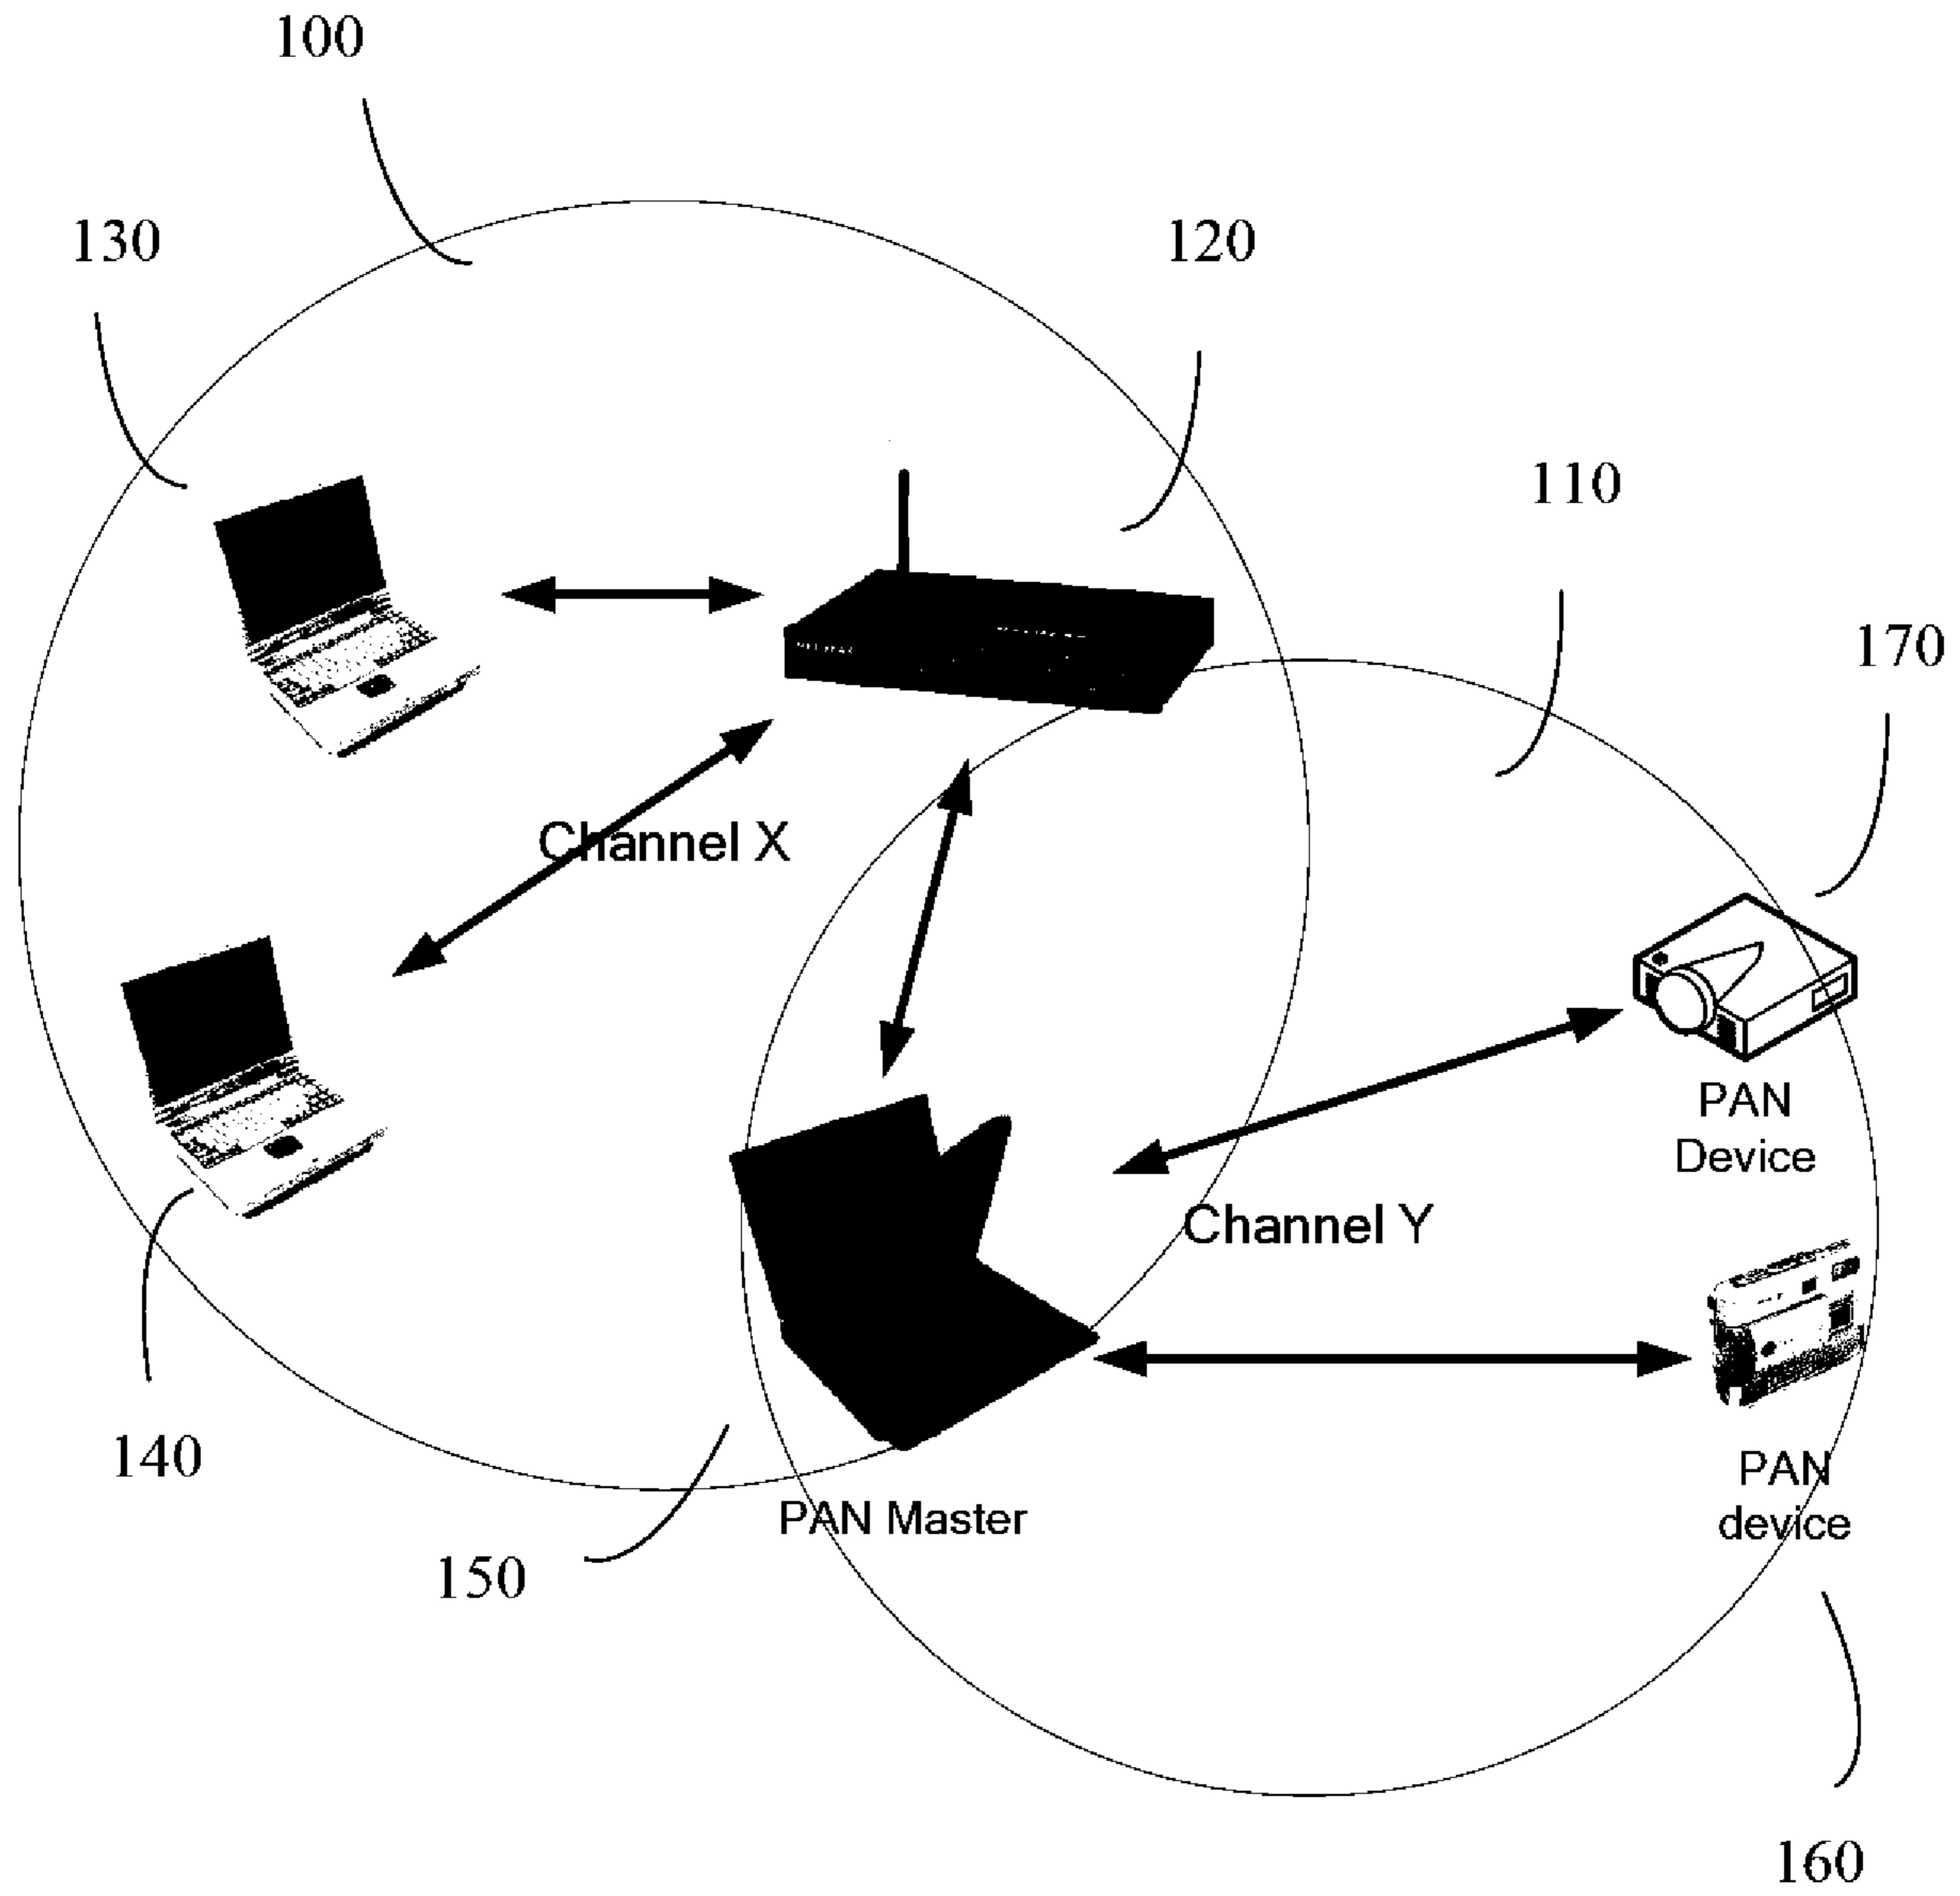 100
130
120
110
170
Channel X
PAN
Device
Channel Y
140
PAN
device
PAN Master
150
160